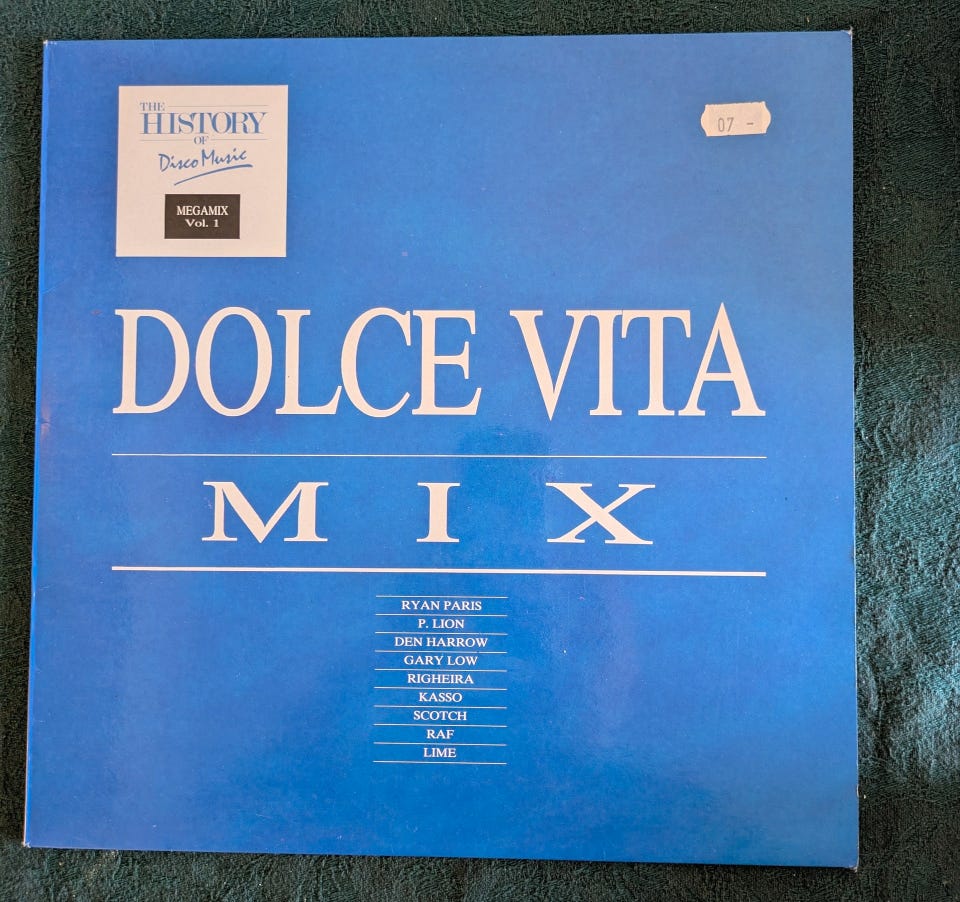 THE
HISTORY
OF
Disco Music
MEGAMIX
Vol. 1
07 -
DOLCE VITA
MIX
RYAN PARIS
P. LION
DEN HARROW
GARY LOW
RIGHEIRA
KASSO
SCOTCH
RAF
LIME